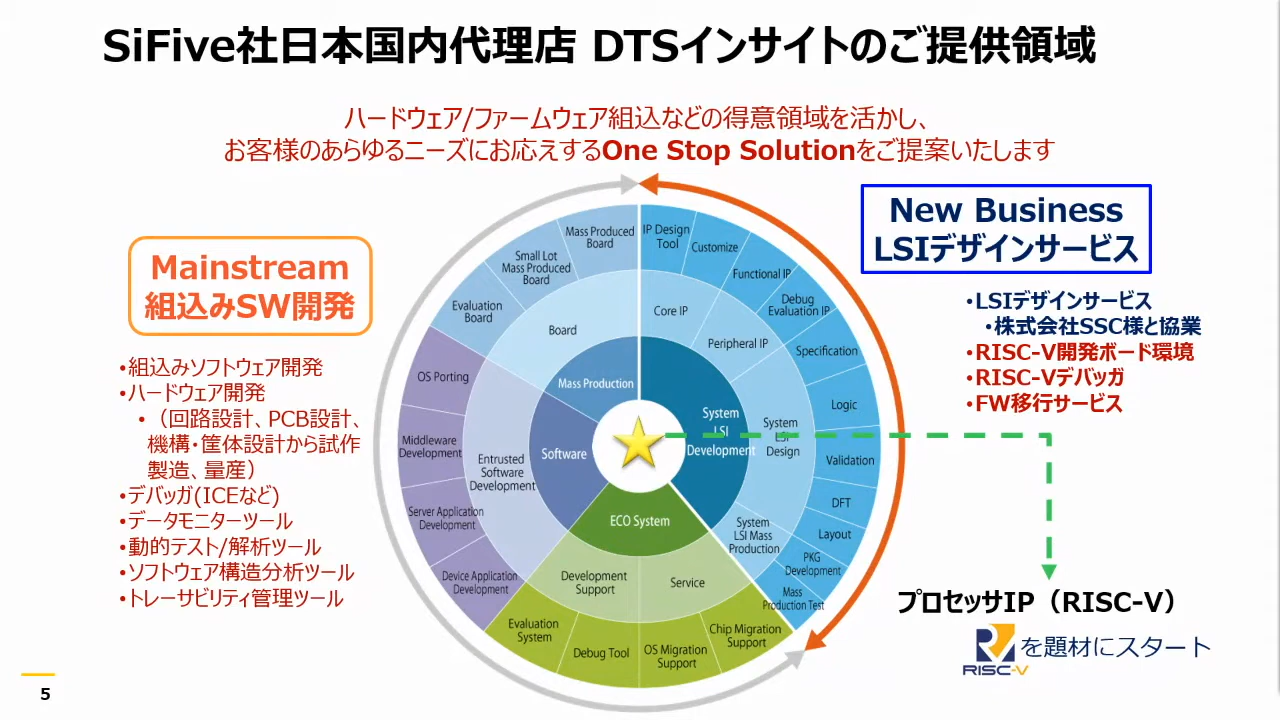 SiFive社日本国内代理店 DTSインサイトのご提供領域
ハードウェア/ファームウェア組込などの得意領域を活かし、
お客様のあらゆるニーズにお応えするOne Stop Solutionをご提案いたします
Mainstream
組込みSW開発
•組込みソフトウェア開発
•ハードウェア開発
•（回路設計、PCB設計、
機構・筐体設計から試作
製造、量産）
•デバッガ(ICEなど)
•データモニターツール
•動的テスト/解析ツール
•ソフトウェア構造分析ツール
•トレーサビリティ管理ツール
Mass Produced
Board
Small Lot
Mass Produced
Board
Evaluation
Board
OS Porting
Middleware
Development
Server Application
Development
Device Application
Development
Evaluation
System
Debug Tool
OS Migration
Support
Chip Migration
Support
IP Design
Tool
Customize
Functional IP
Debug
Evaluation IP
Specification
Logic
Validation
DFT
Layout
PKG
Development
Mass
Production Test
Board
Entrusted
Software
Development
Development
Support
Service
Core IP
Peripheral IP
System
LSI
Design
System
LSI Mass
Production
Mass Production
Software
ECO System
System
LSI
Development
New Business
LSIデザインサービス
•LSIデザインサービス
•株式会社SSC様と協業
•RISC-V開発ボード環境
•RISC-Vデバッガ
•FW移行サービス
プロセッサIP（RISC-V）
RISC-V
を題材にスタート
5